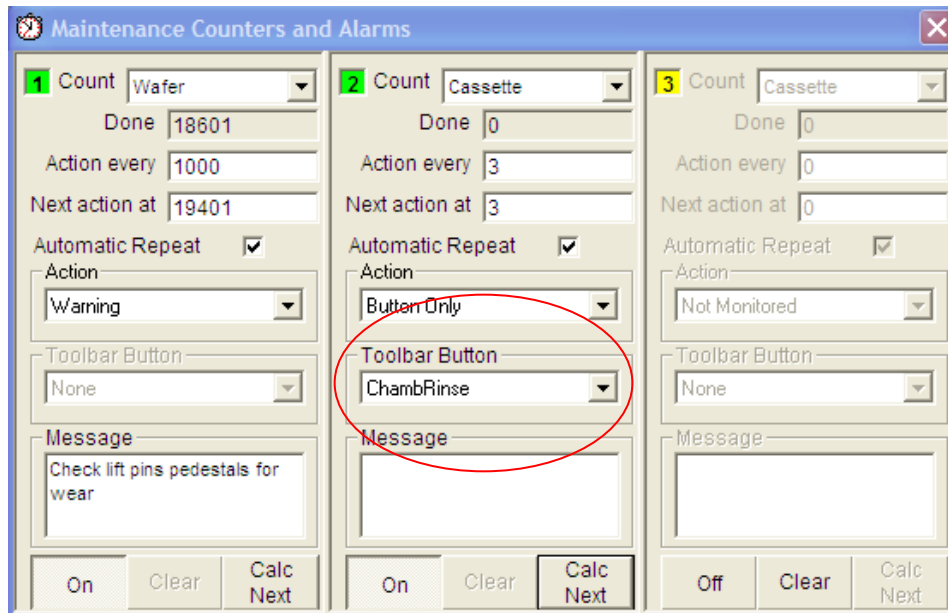 Maintenance Counters and Alarms
1 Count Wafer
Done 18601
Action every 1000
Next action at 19401
Automatic Repeat
Action
Warning
Toolbar Button
None
Message
Check lift pins pedestals for
wear
On Clear Calc Next
2 Count Cassette
Done 0
Action every 3
Next action at 3
Automatic Repeat
Action
Button Only
Toolbar Button
ChambRinse
Message
On Clear Calc Next
3 Count Cassette
Done 0
Action every 0
Next action at 0
Automatic Repeat
Action
Not Monitored
Toolbar Button
None
Message
Off Clear Calc Next